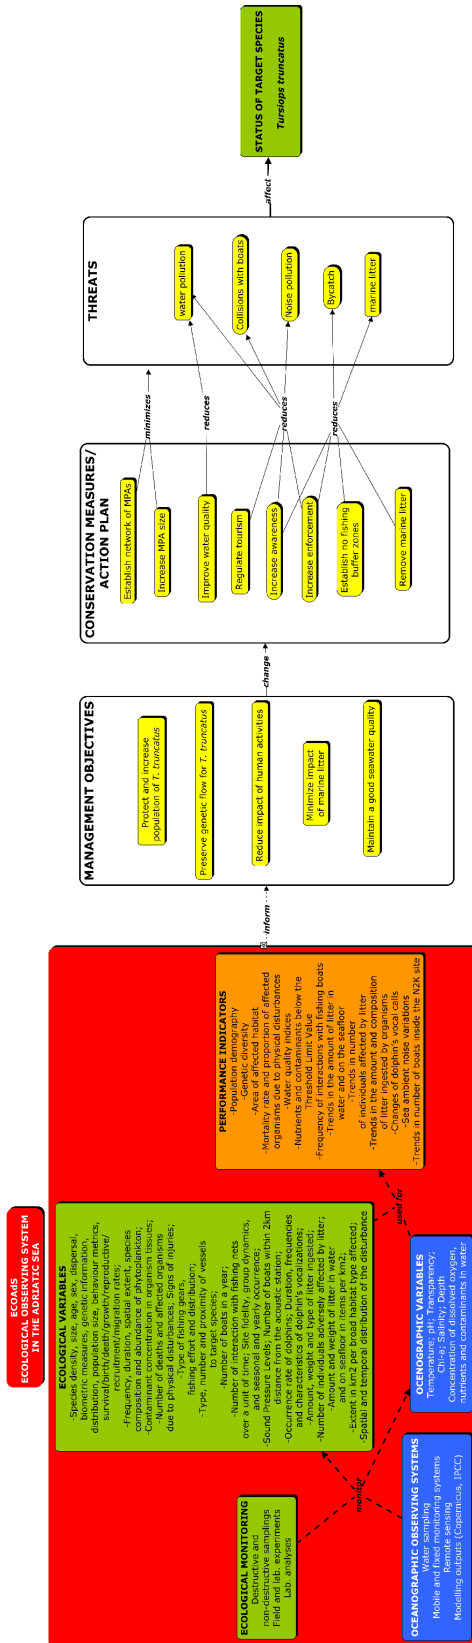 ECOAdS
ECOLOGICAL OBSERVING SYSTEM
IN THE ADRIATIC SEA
ECOLOGICAL MONITORING
Destructive and
non-destructive samplings
Field and lab. experiments
Lab. analyses
OCEANOGRAPHIC OBSERVING SYSTEMS
Water sampling
Mobile and fixed monitoring systems
Remote sensing
Modelling outputs (Copernicus, IPCC)
monitor
ECOLOGICAL VARIABLES
-Species density, size, age, sex, dispersal,
biometrics, biomarkers, genetic information,
distribution, population size, behaviour metrics,
survival/birth/death/growth/reproductive/
recruitment/migration rates;
-Frequency, duration, spatial extent, species
composition and abundance of phytoplankton;
-Contaminant concentration in organism tissues;
-Number of deaths and affected organisms
due to physical disturbances; Signs of injuries;
-Type of fishing gears,
fishing effort and distribution;
-Type, number and proximity of vessels
to target species;
-Number of boats in a year;
-Number of interaction with fishing nets
over a unit of time; Site fidelity, group dynamics,
and seasonal and yearly occurrence;
-Sound Pressure Levels; Number of boats within 2km
distance from the acoustic station;
-Occurrence rate of dolphins; Duration, frequencies
and characteristics of dolphin's vocalizations;
-Amount, weight and type of litter ingested;
-Number of individuals adversely affected by litter;
-Amount and weight of litter in water
and on seafloor in items per km2;
-Extent in km2 per broad habitat type affected;
-Spatial and temporal distribution of the disturbance
OCENOGRAPHIC VARIABLES
Temperature; pH; Transparency;
Chl-a; Salinity; Depth
Concentration of dissolved oxygen,
nutrients and contaminants in water
used for
PERFORMANCE INDICATORS
-Population demography
-Genetic diversity
-Area of affected habitat
-Mortality rate and proportion of affected
organisms due to physical disturbances
-Water quality indices
-Nutrients and contaminants below the
Threshold Limit Value
-Frequency of interactions with fishing boats
-Trends in the amount of litter in
water and on the seafloor
-Trends in number
of individuals affected by litter
-Trends in the amount and composition
of litter ingested by organisms
-Changes of dolphin's vocal calls
-Sea ambient noise variations
-Trends in number of boats inside the N2K site
inform
MANAGEMENT OBJECTIVES
Protect and increase
population of T. truncatus
Preserve genetic flow for T. truncatus
Reduce impact of human activities
Minimize impact
of marine litter
Maintain a good seawater quality
change
CONSERVATION MEASURES/
ACTION PLAN
Establish network of MPAs
Increase MPA size
Improve water quality
Regulate tourism
Increase awareness
Increase enforcement
Establish no fishing
buffer zones
Remove marine litter
minimizes
reduces
reduces
reduces
THREATS
water pollution
Collisions with boats
Noise pollution
Bycatch
marine litter
affect
STATUS OF TARGET SPECIES
Tursiops truncatus